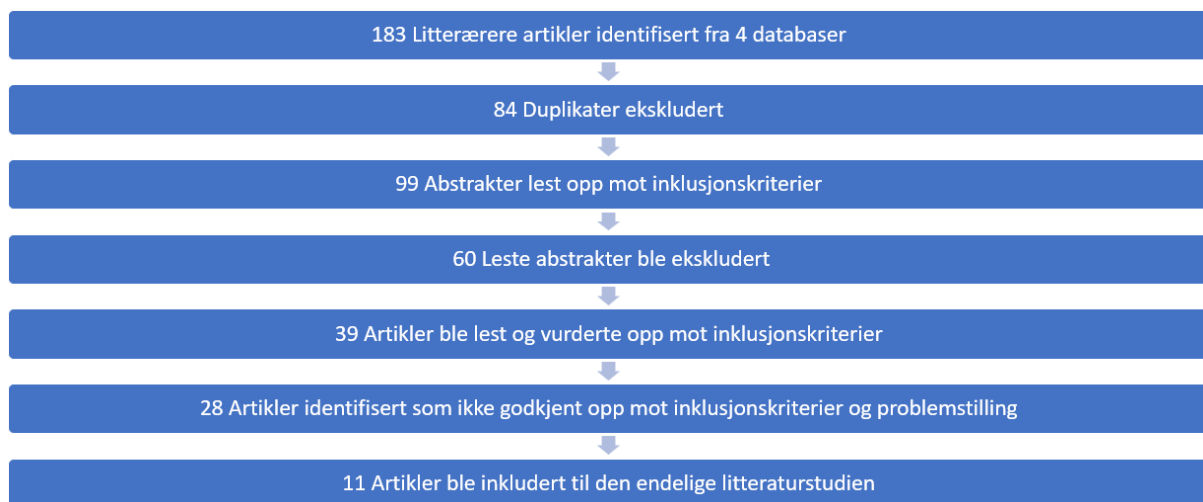 183 Litterærere artikler identifisert fra 4 databaser
84 Duplikater ekskludert
99 Abstrakter lest opp mot inklusjonskriterier
60 Leste abstrakter ble ekskludert
39 Artikler ble lest og vurderte opp mot inklusjonskriterier
28 Artikler identifisert som ikke godkjent opp mot inklusjonskriterier og problemstilling
11 Artikler ble inkludert til den endelige litteraturstudien